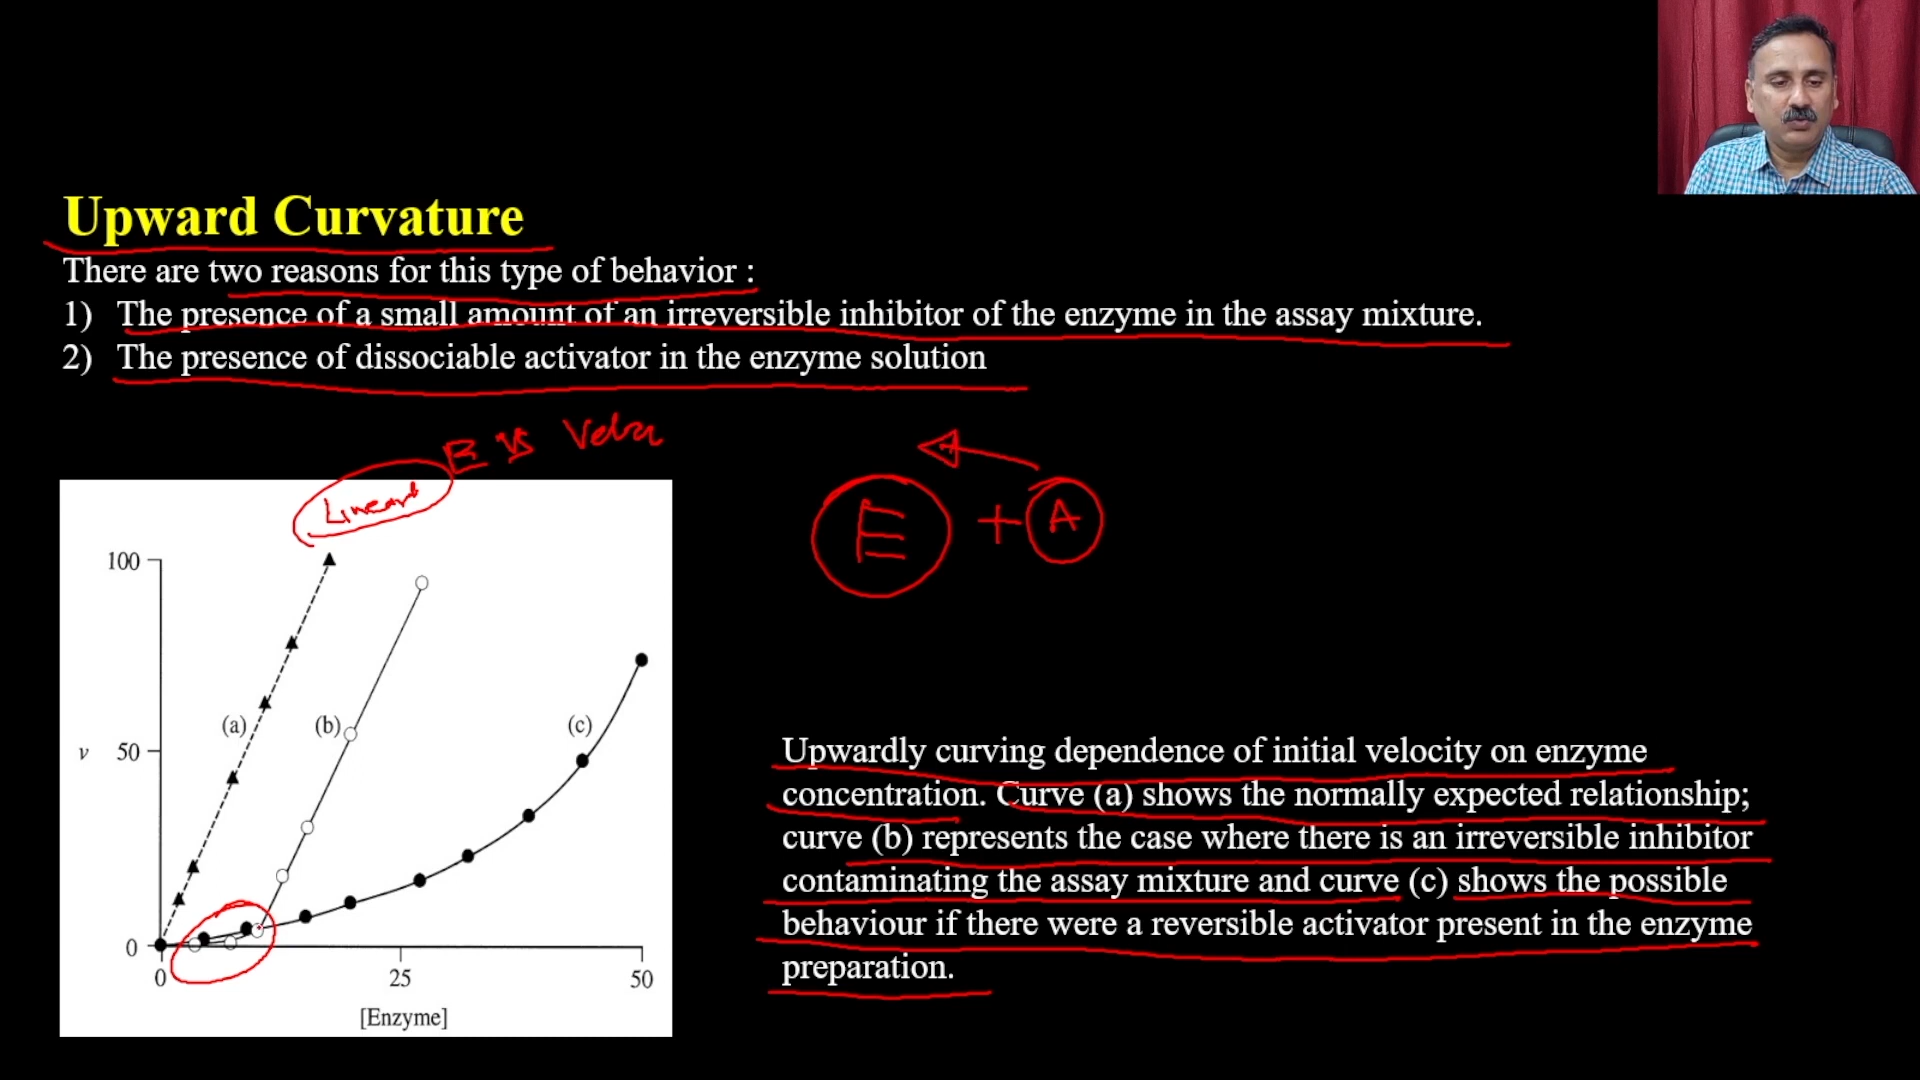 Upward Curvature
There are two reasons for this type of behavior :
1) The presence of a small amount of an irreversible inhibitor of the enzyme in the assay mixture.
2) The presence of dissociable activator in the enzyme solution
E vs
Linear
E + A
100
(a)
(b)
(c)
v
50
0
0
25
50
[Enzyme]
Upwardly curving dependence of initial velocity on enzyme
concentration. Curve (a) shows the normally expected relationship;
curve (b) represents the case where there is an irreversible inhibitor
contaminating the assay mixture and curve (c) shows the possible
behaviour if there were a reversible activator present in the enzyme
preparation.